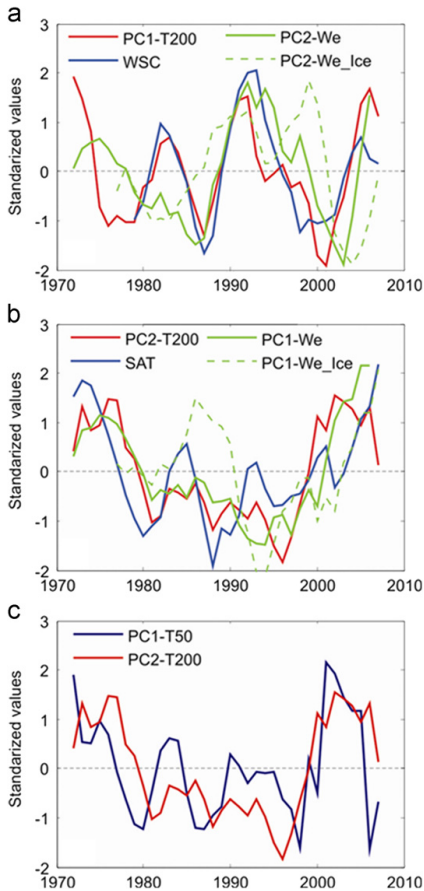 a
PC1-T200 PC2-We
WSC PC2-We_Ice
Standarized values
3
2
1
0
-1
-2
1970 1980 1990 2000 2010
b
PC2-T200 PC1-We
SAT PC1-We_Ice
Standarized values
3
2
1
0
-1
-2
1970 1980 1990 2000 2010
c
PC1-T50
PC2-T200
Standarized values
3
2
1
0
-1
-2
1970 1980 1990 2000 2010